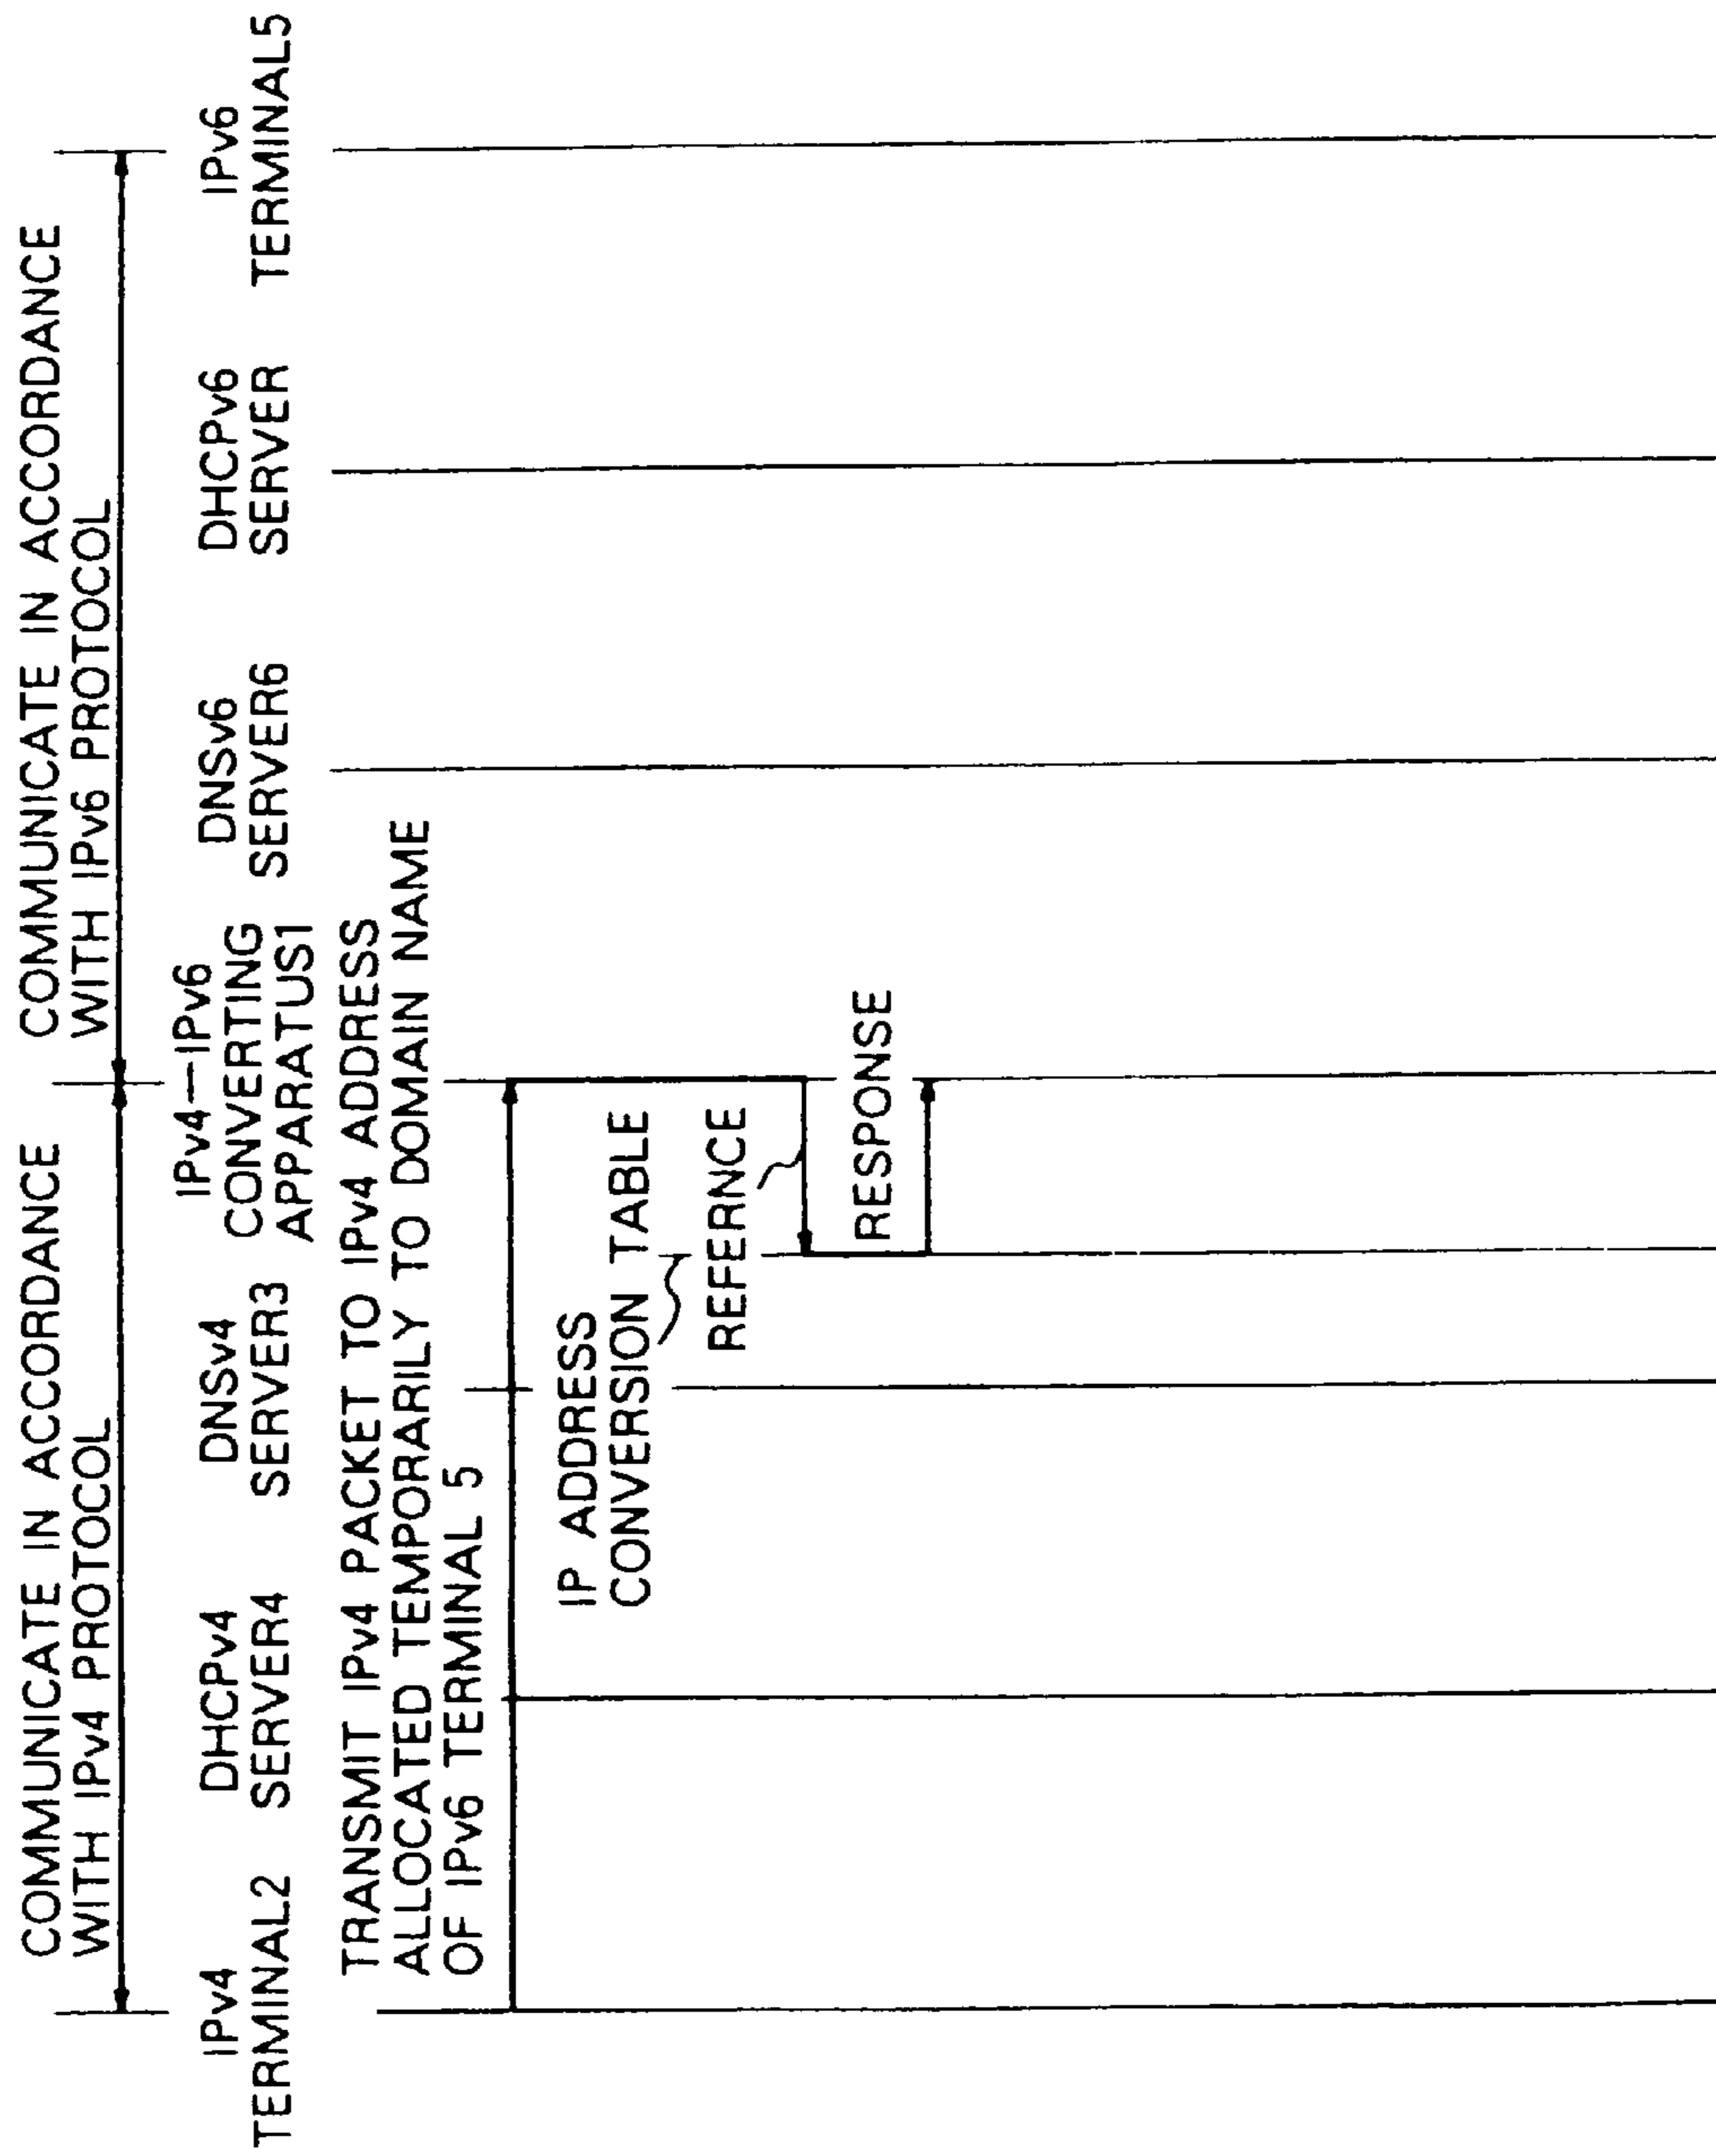 COMMUNICATE IN ACCORDANCE
WITH IPv4 PROTOCOL
COMMUNICATE IN ACCORDANCE
WITH IPv6 PROTOCOL
IPv4
TERMINAL2
DHCPv4
SERVER4
DNSv4
SERVER3
IPv4—IPv6
CONVERTING
APPARATUS1
DNSv6
SERVER6
DHCPv6
SERVER
IPv6
TERMINAL5
TRANSMIT IPv4 PACKET TO IPv4 ADDRESS
ALLOCATED TEMPORARILY TO DOMAIN NAME
OF IPv6 TERMINAL 5
IP ADDRESS
CONVERSION TABLE
REFERENCE
RESPONSE